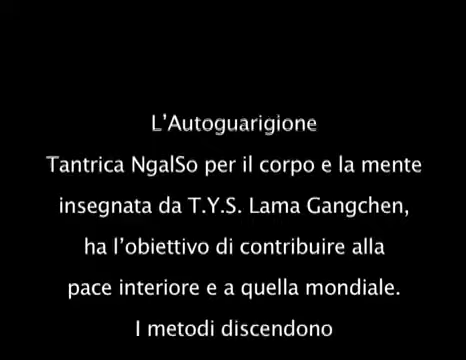 L'Autoguarigione
Tantrica NgalSo per il corpo e la mente
insegnata da T.Y.S. Lama Gangchen,
ha l'obiettivo di contribuire alla
pace interiore e a quella mondiale.
I metodi discendono